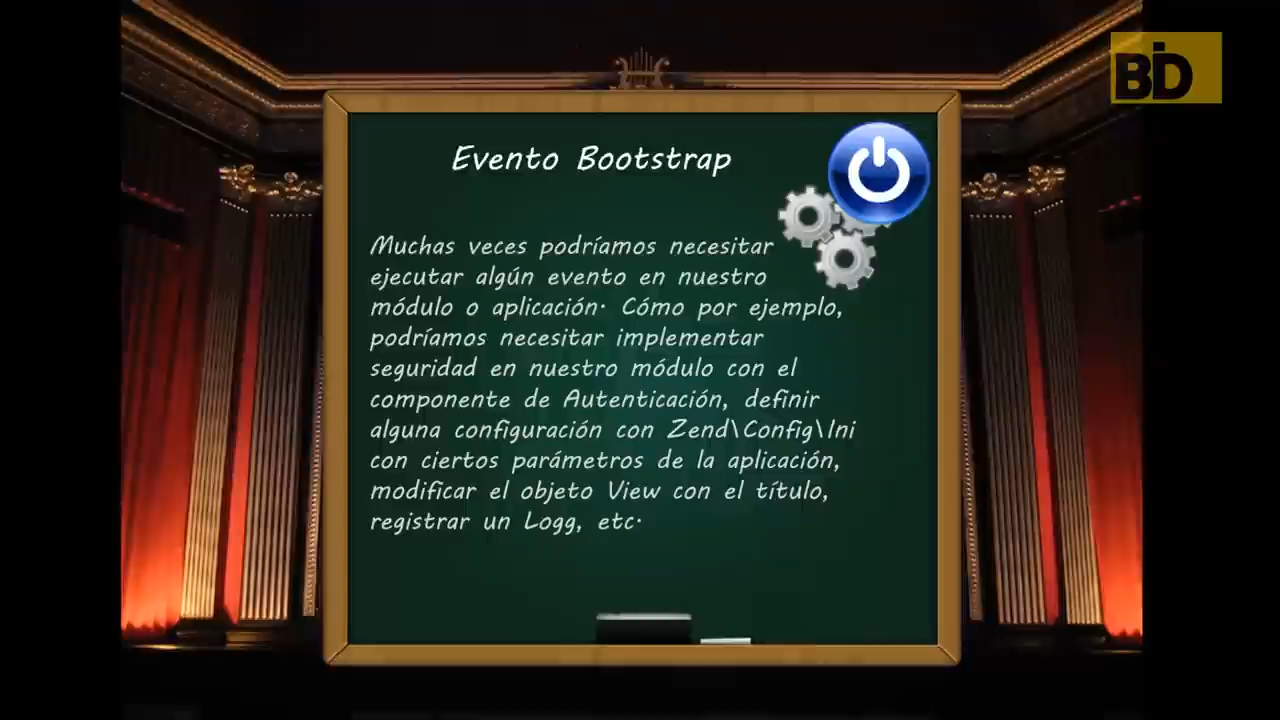 BiD
Evento Bootstrap
Muchas veces podríamos necesitar
ejecutar algún evento en nuestro
módulo o aplicación. Cómo por ejemplo,
podríamos necesitar implementar
seguridad en nuestro módulo con el
componente de Autenticación, definir
alguna configuración con Zend\Config\Ini
con ciertos parámetros de la aplicación,
modificar el objeto View con el título,
registrar un Logg, etc.